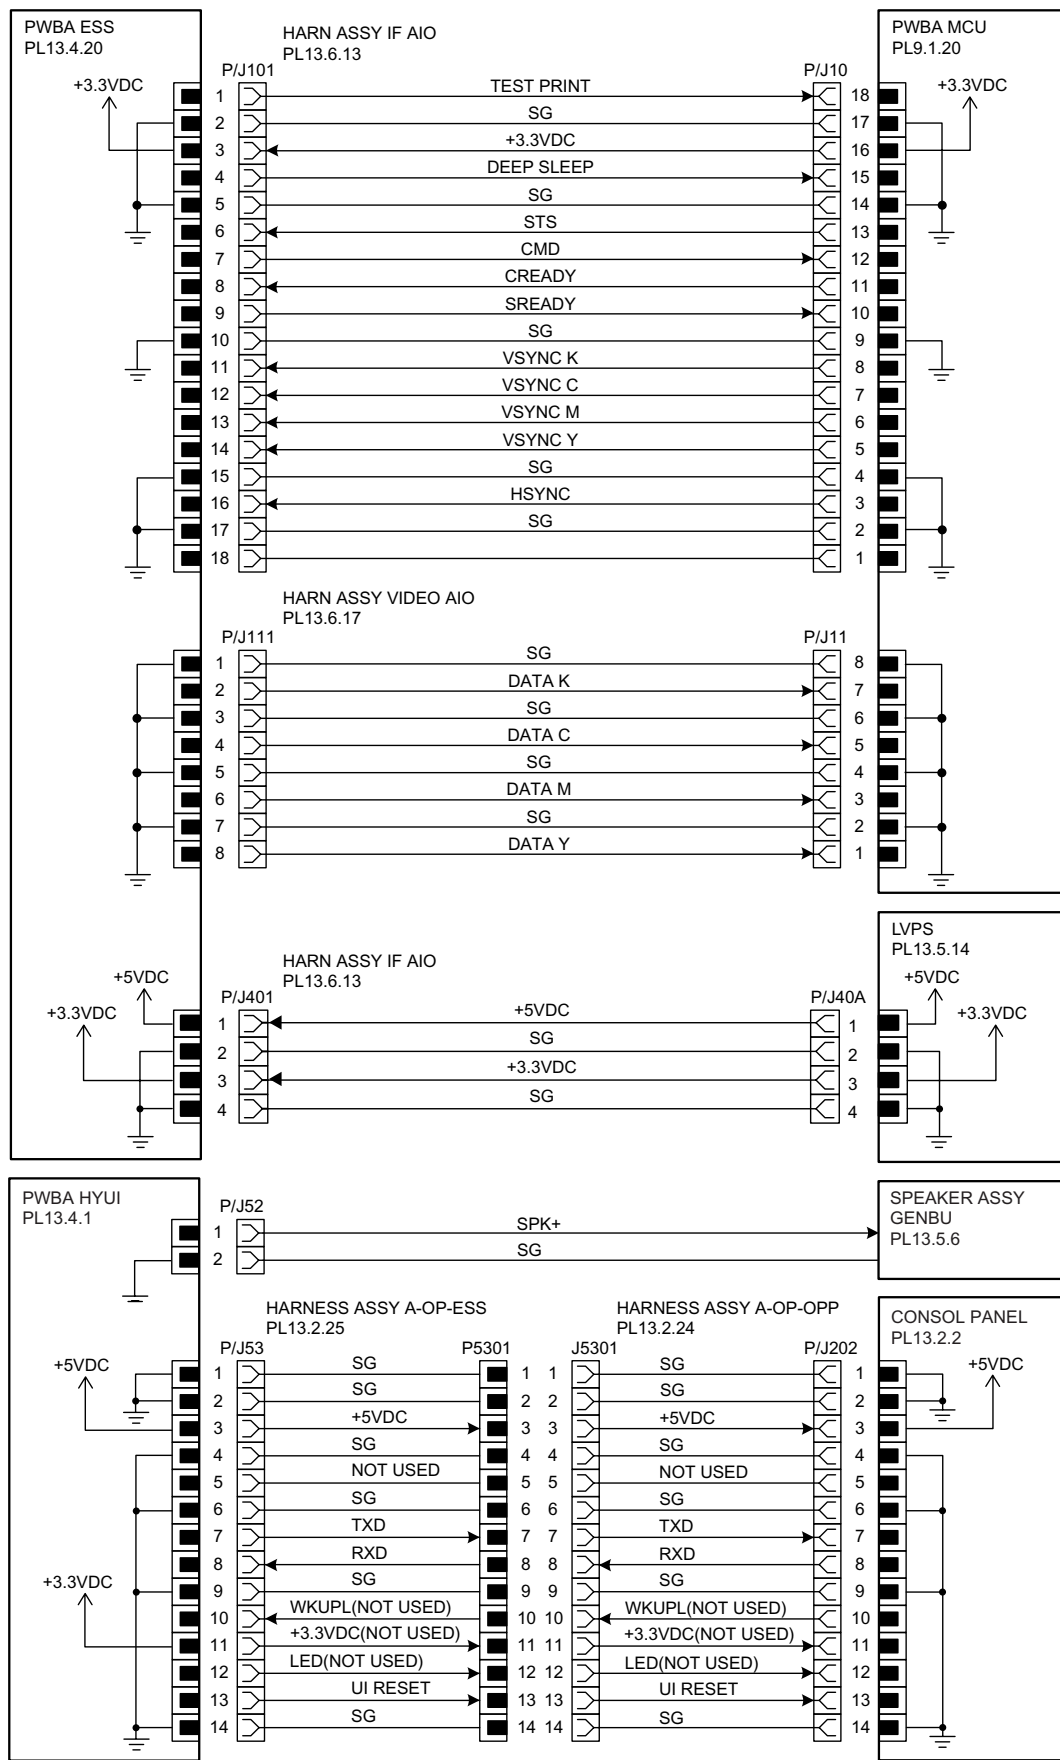 PWBA ESS
PL13.4.20
HARN ASSY IF AIO
PL13.6.13
PWBA MCU
PL9.1.20
+3.3VDC
P/J101
P/J10
+3.3VDC
1 TEST PRINT 18
2 SG 17
3 +3.3VDC 16
4 DEEP SLEEP 15
5 SG 14
6 STS 13
7 CMD 12
8 CREADY 11
9 SREADY 10
10 SG 9
11 VSYNC K 8
12 VSYNC C 7
13 VSYNC M 6
14 VSYNC Y 5
15 SG 4
16 HSYNC 3
17 SG 2
18 1
HARN ASSY VIDEO AIO
PL13.6.17
P/J111 P/J11
1 SG 8
2 DATA K 7
3 SG 6
4 DATA C 5
5 SG 4
6 DATA M 3
7 SG 2
8 DATA Y 1
LVPS
PL13.5.14
HARN ASSY IF AIO
PL13.6.13
+5VDC
+3.3VDC
P/J401 P/J40A
+5VDC
+3.3VDC
1 +5VDC 1
2 SG 2
3 +3.3VDC 3
4 SG 4
PWBA HYUI
PL13.4.1
P/J52
SPEAKER ASSY
GENBU
PL13.5.6
1 SPK+
2 SG
HARNESS ASSY A-OP-ESS
PL13.2.25
HARNESS ASSY A-OP-OPP
PL13.2.24
CONSOL PANEL
PL13.2.2
+5VDC
P/J53 P5301 J5301 P/J202
+5VDC
1 SG 1 1 SG 1
2 SG 2 2 SG 2
3 +5VDC 3 3 +5VDC 3
4 SG 4 4 SG 4
5 NOT USED 5 5 NOT USED 5
6 SG 6 6 SG 6
7 TXD 7 7 TXD 7
8 RXD 8 8 RXD 8
+3.3VDC
9 SG 9 9 SG 9
10 WKUPL(NOT USED) 10 10 WKUPL(NOT USED) 10
11 +3.3VDC(NOT USED) 11 11 +3.3VDC(NOT USED) 11
12 LED(NOT USED) 12 12 LED(NOT USED) 12
13 UI RESET 13 13 UI RESET 13
14 SG 14 14 SG 14